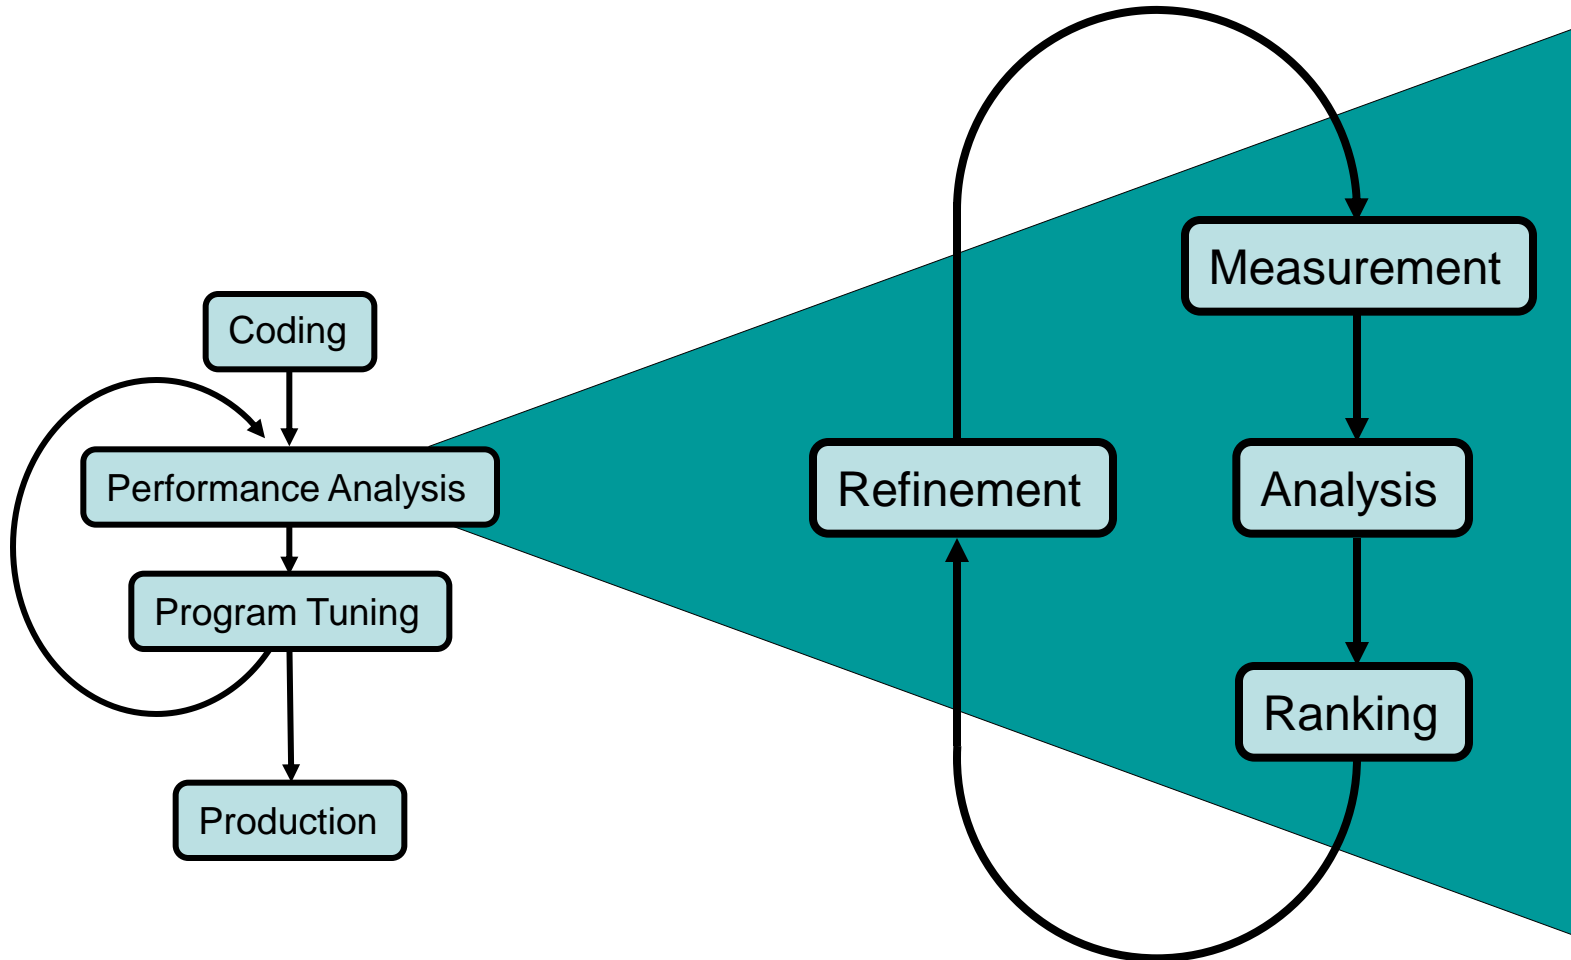 Coding
Performance Analysis
Program Tuning
Production
Measurement
Refinement
Analysis
Ranking